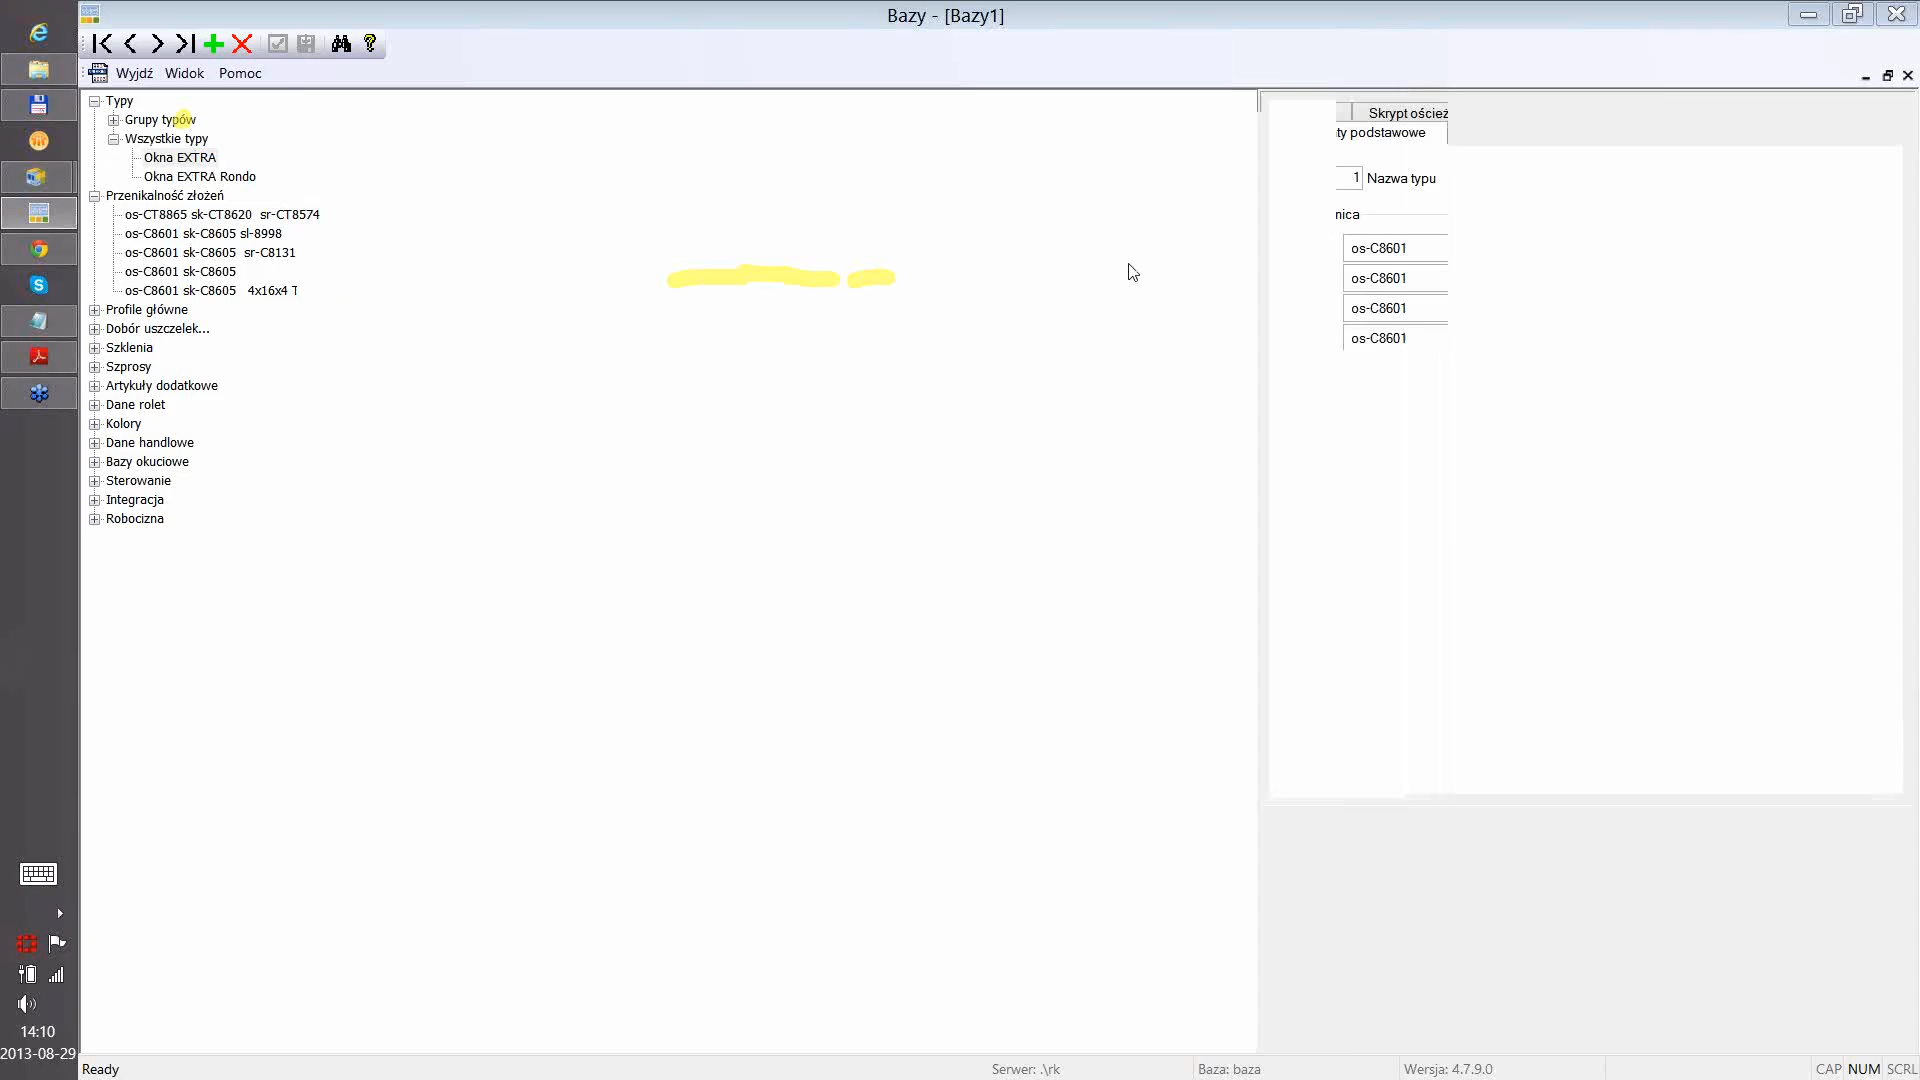 Bazy - [Bazy1]
Wyjdź Widok Pomoc
Typy
Grupy typów
Wszystkie typy
Okna EXTRA
Okna EXTRA Rondo
Przenikalność złożeń
os-CT8865 sk-CT8620 sr-CT8574
os-C8601 sk-C8605 sl-8998
os-C8601 sk-C8605 sr-C8131
os-C8601 sk-C8605
os-C8601 sk-C8605 4x16x4 T
Profile główne
Dobór uszczelek...
Szklenia
Szprosy
Artykuły dodatkowe
Dane rolet
Kolory
Dane handlowe
Bazy okuciowe
Sterowanie
Integracja
Robocizna
Skrypt oścież
ty podstawowe
1 Nazwa typu
nica
os-C8601
os-C8601
os-C8601
os-C8601
14:10
2013-08-29
Ready
Serwer: .\rk
Baza: baza
Wersja: 4.7.9.0
CAP NUM SCRL